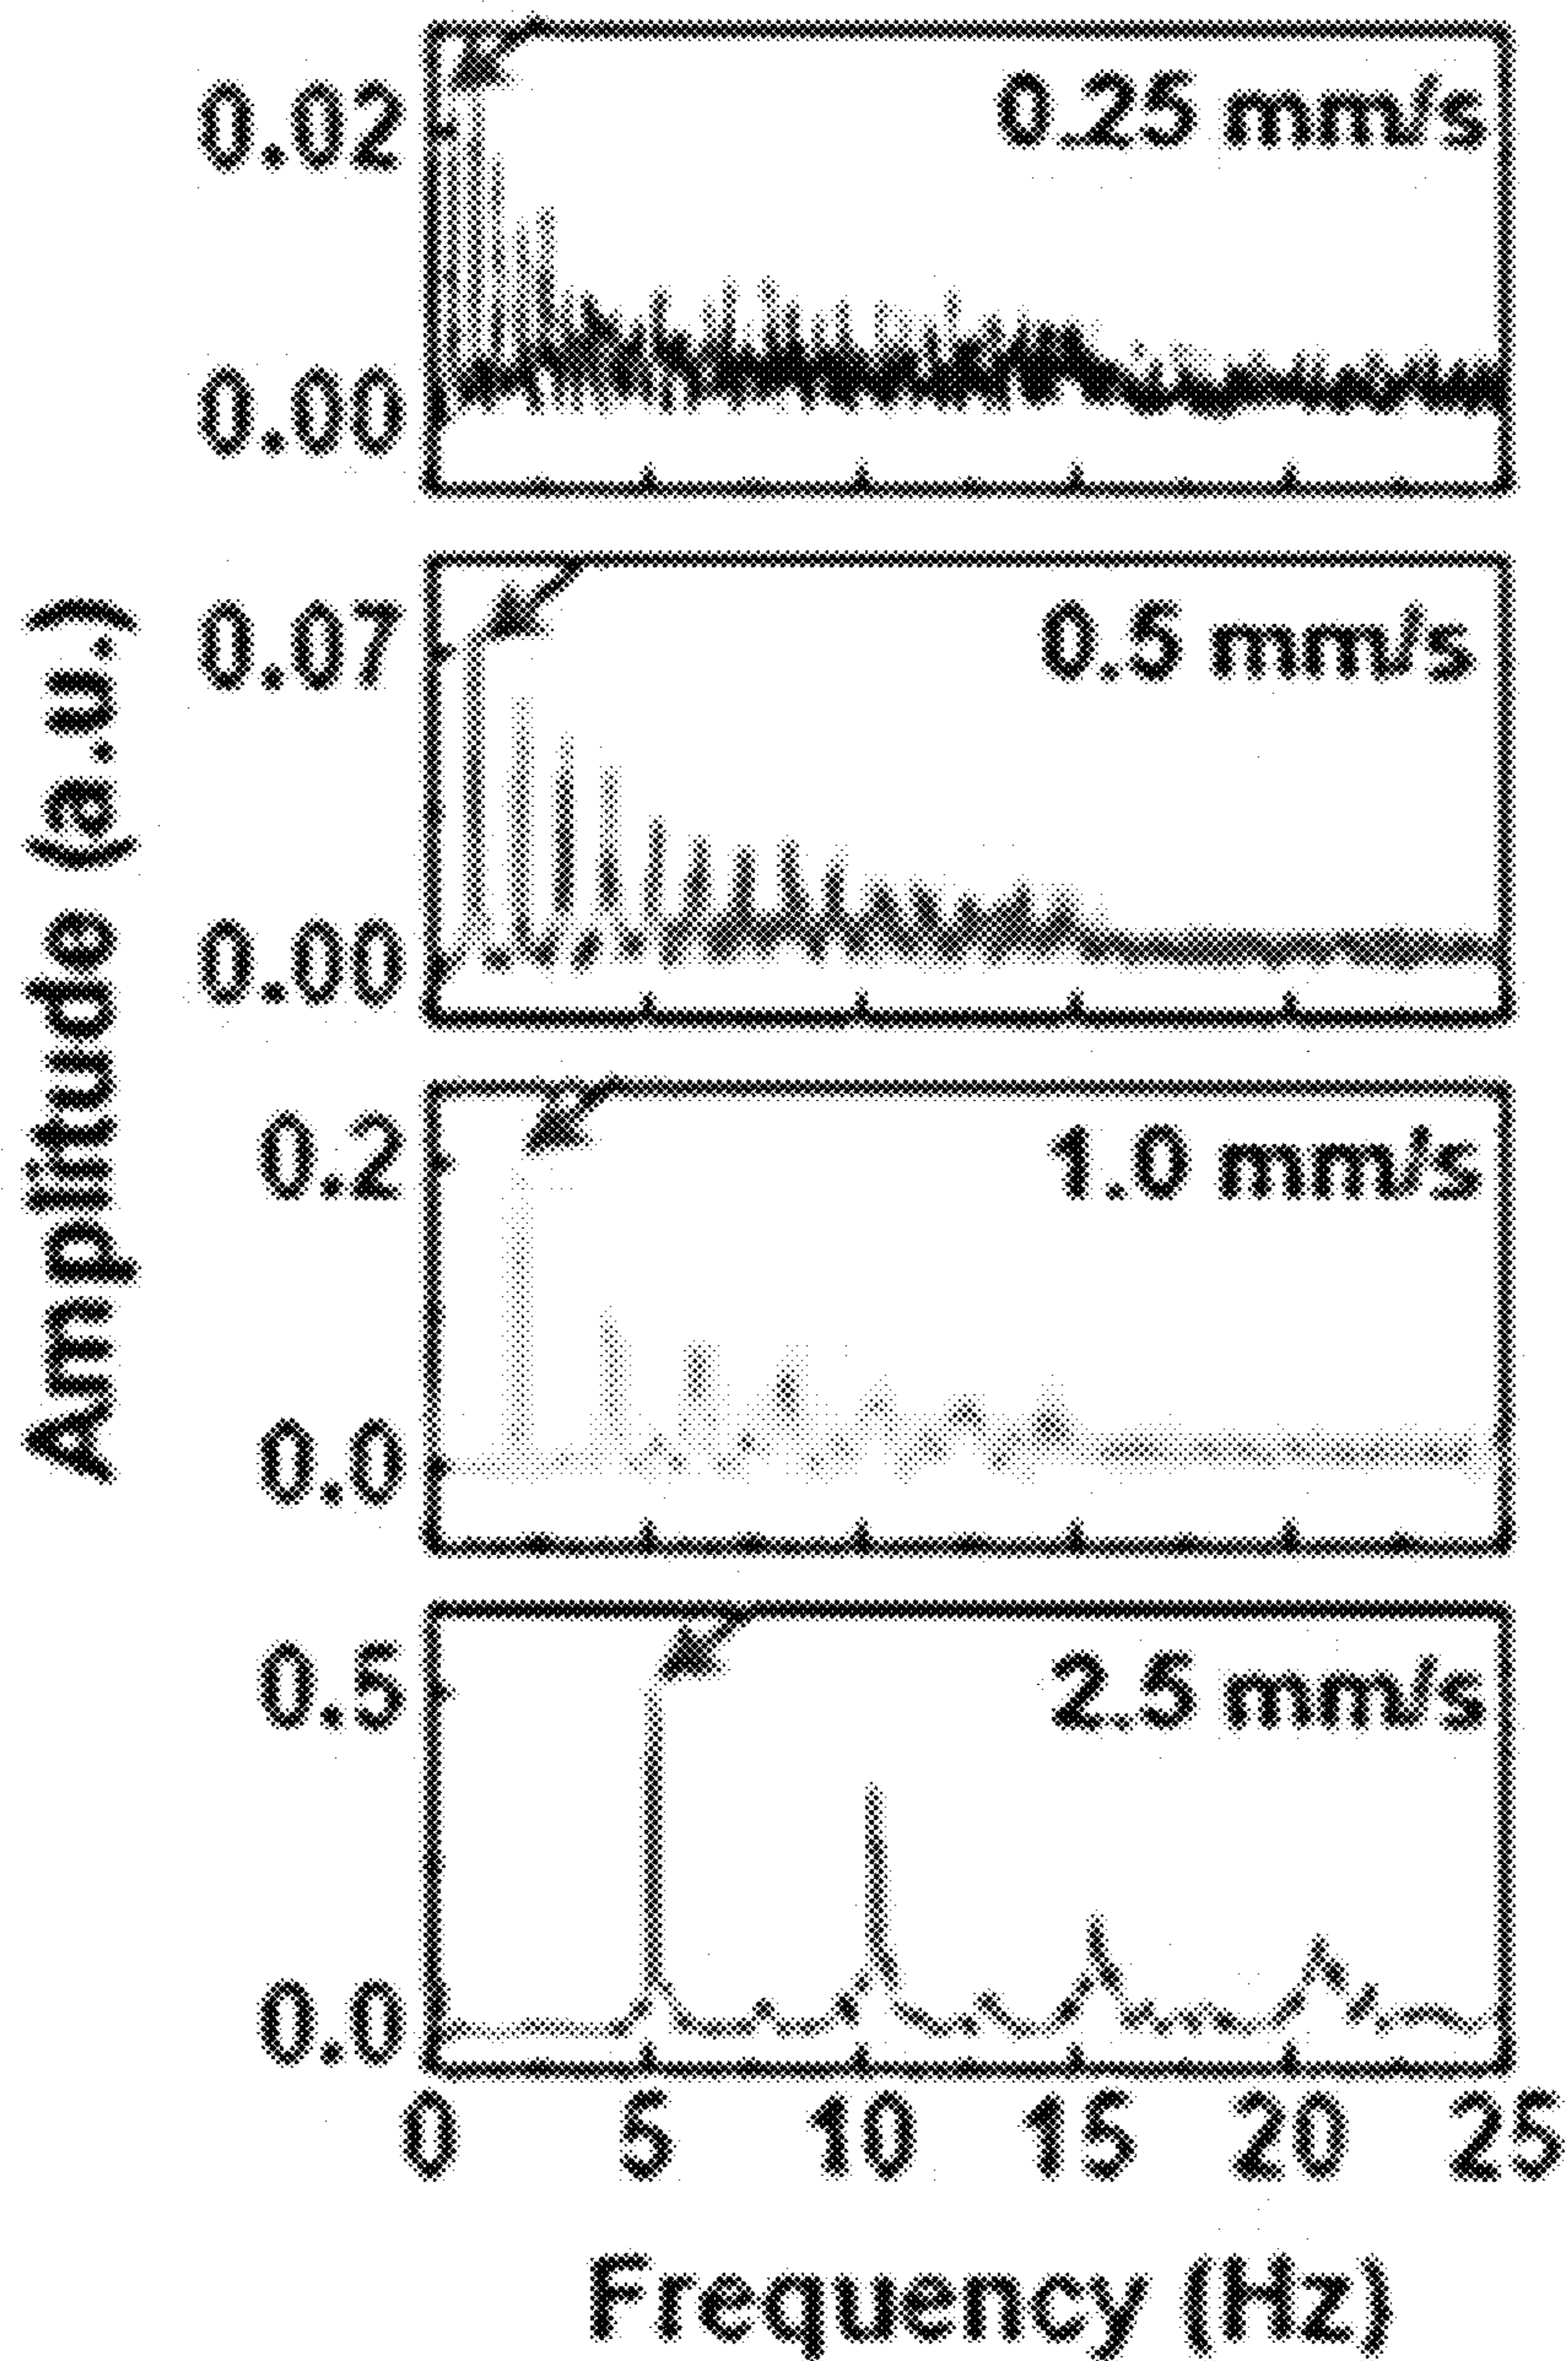 0.02
0.25 mm/s
0.00
0.07
0.5 mm/s
0.00
Amplitude (a.u.)
0.2
1.0 mm/s
0.0
0.5
2.5 mm/s
0.0
0 5 10 15 20 25
Frequency (Hz)